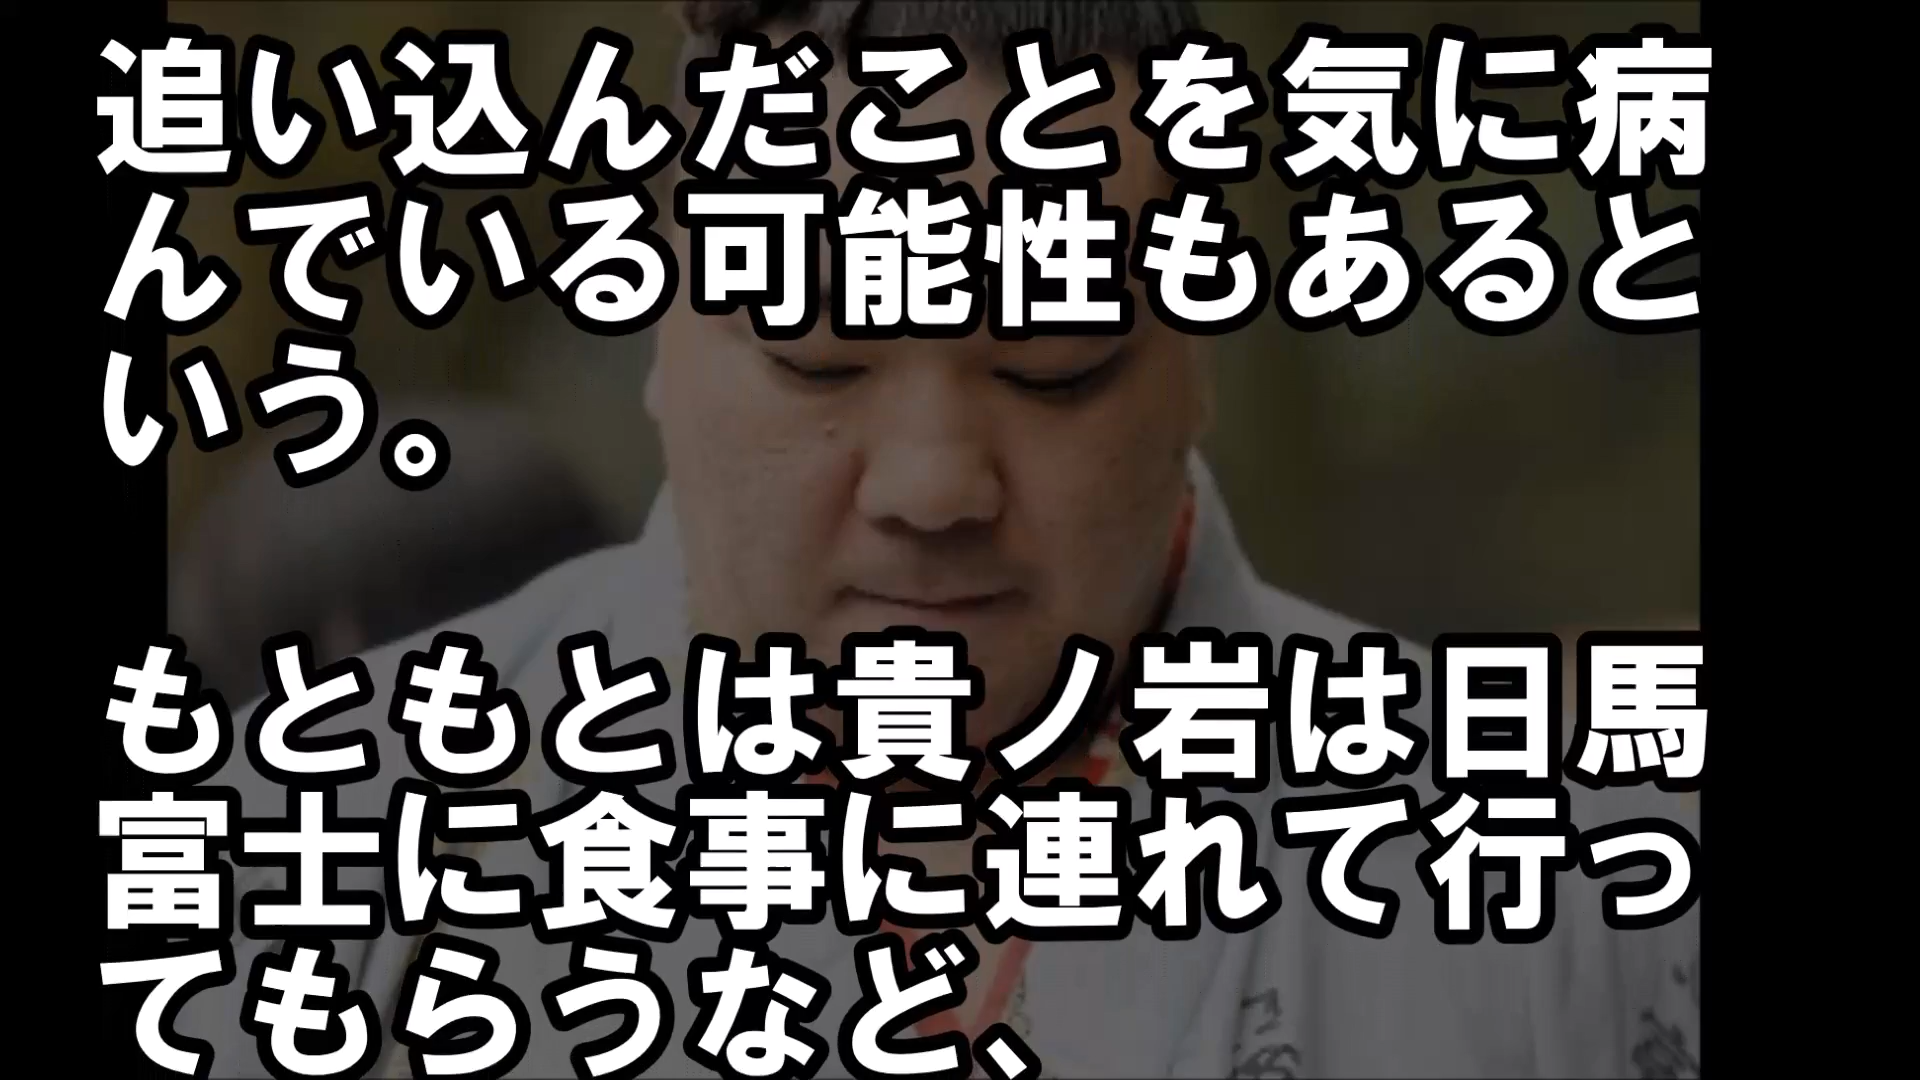 追い込んだことを気に病
んでいる可能性もあると
いう。
もともとは貴ノ岩は日馬
富士に食事に連れて行っ
てもらうなど、